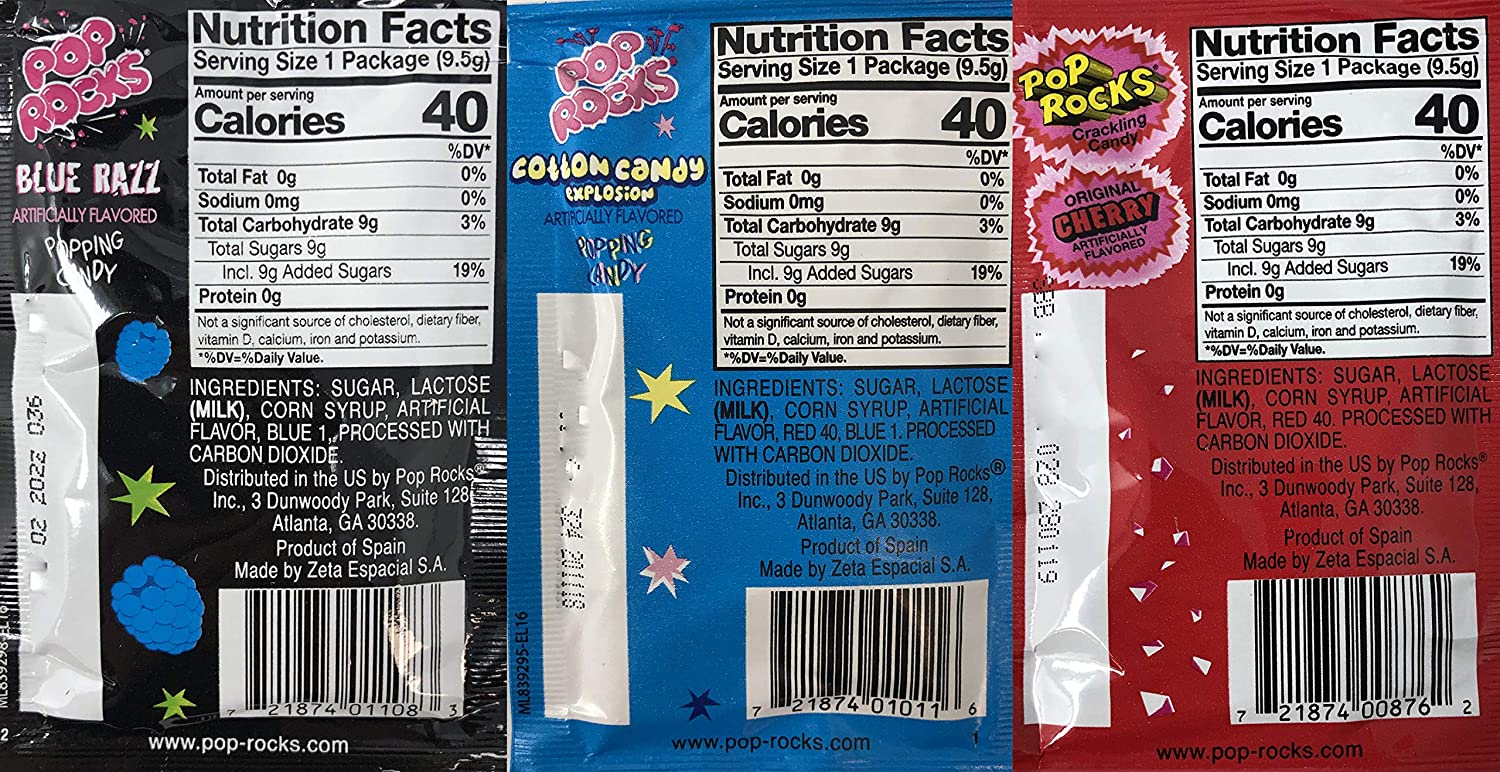 POP
ROCKS®
BLUE RAZZ
ARTIFICIALLY FLAVORED
POPPING
CANDY
02 2023 036
Nutrition Facts
Serving Size 1 Package (9.5g)
Amount per serving
Calories 40
%DV*
Total Fat 0g 0%
Sodium 0mg 0%
Total Carbohydrate 9g 3%
Total Sugars 9g
Incl. 9g Added Sugars 19%
Protein 0g
Not a significant source of cholesterol, dietary fiber,
vitamin D, calcium, iron and potassium.
*%DV=%Daily Value.
INGREDIENTS: SUGAR, LACTOSE
(MILK), CORN SYRUP, ARTIFICIAL
FLAVOR, BLUE 1, PROCESSED WITH
CARBON DIOXIDE.
Distributed in the US by Pop Rocks®
Inc., 3 Dunwoody Park, Suite 128,
Atlanta, GA 30338.
Product of Spain
Made by Zeta Espacial S.A.
7 21874 01108 3
www.pop-rocks.com
POP
ROCKS
COTTON CANDY
EXPLOSION
ARTIFICIALLY FLAVORED
POPPING
CANDY
ML839295-EL16
Nutrition Facts
Serving Size 1 Package (9.5g)
Amount per serving
Calories 40
%DV*
Total Fat 0g 0%
Sodium 0mg 0%
Total Carbohydrate 9g 3%
Total Sugars 9g
Incl. 9g Added Sugars 19%
Protein 0g
Not a significant source of cholesterol, dietary fiber,
vitamin D, calcium, iron and potassium.
*%DV=%Daily Value.
INGREDIENTS: SUGAR, LACTOSE
(MILK), CORN SYRUP, ARTIFICIAL
FLAVOR, RED 40, BLUE 1. PROCESSED
WITH CARBON DIOXIDE.
Distributed in the US by Pop Rocks®
Inc., 3 Dunwoody Park, Suite 128,
Atlanta, GA 30338.
Product of Spain
Made by Zeta Espacial S.A.
7 21874 01011 6
www.pop-rocks.com
POP
ROCKS
Crackling
Candy
ORIGINAL
CHERRY
ARTIFICIALLY
FLAVORED
Nutrition Facts
Serving Size 1 Package (9.5g)
Amount per serving
Calories 40
%DV*
Total Fat 0g 0%
Sodium 0mg 0%
Total Carbohydrate 9g 3%
Total Sugars 9g
Incl. 9g Added Sugars 19%
Protein 0g
Not a significant source of cholesterol, dietary fiber,
vitamin D, calcium, iron and potassium.
*%DV=%Daily Value.
INGREDIENTS: SUGAR, LACTOSE
(MILK), CORN SYRUP, ARTIFICIAL
FLAVOR, RED 40. PROCESSED WITH
CARBON DIOXIDE.
Distributed in the US by Pop Rocks®
Inc., 3 Dunwoody Park, Suite 128,
Atlanta, GA 30338.
Product of Spain
Made by Zeta Espacial S.A.
7 21874 00876 2
www.pop-rocks.com